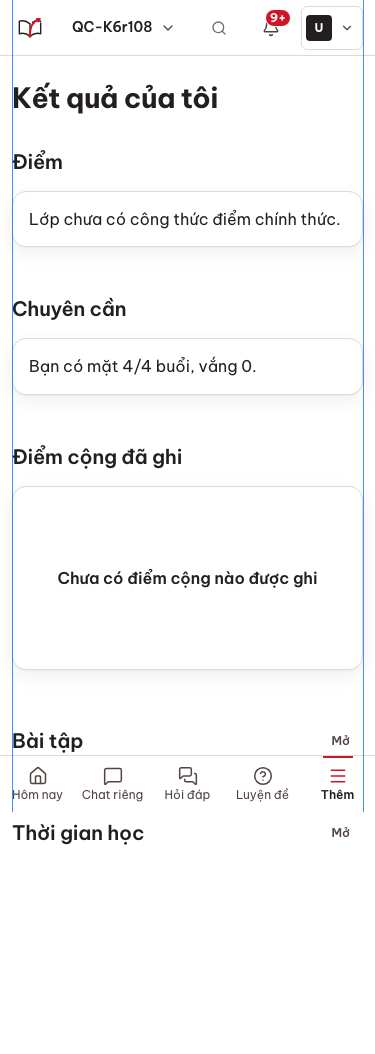 QC-K6r108
9+
U
Kết quả của tôi
Điểm
Lớp chưa có công thức điểm chính thức.
Chuyên cần
Bạn có mặt 4/4 buổi, vắng 0.
Điểm cộng đã ghi
Chưa có điểm cộng nào được ghi
Bài tập
Mở
Hôm nay
Chat riêng
Hỏi đáp
Luyện đề
Thêm
Thời gian học
Mở